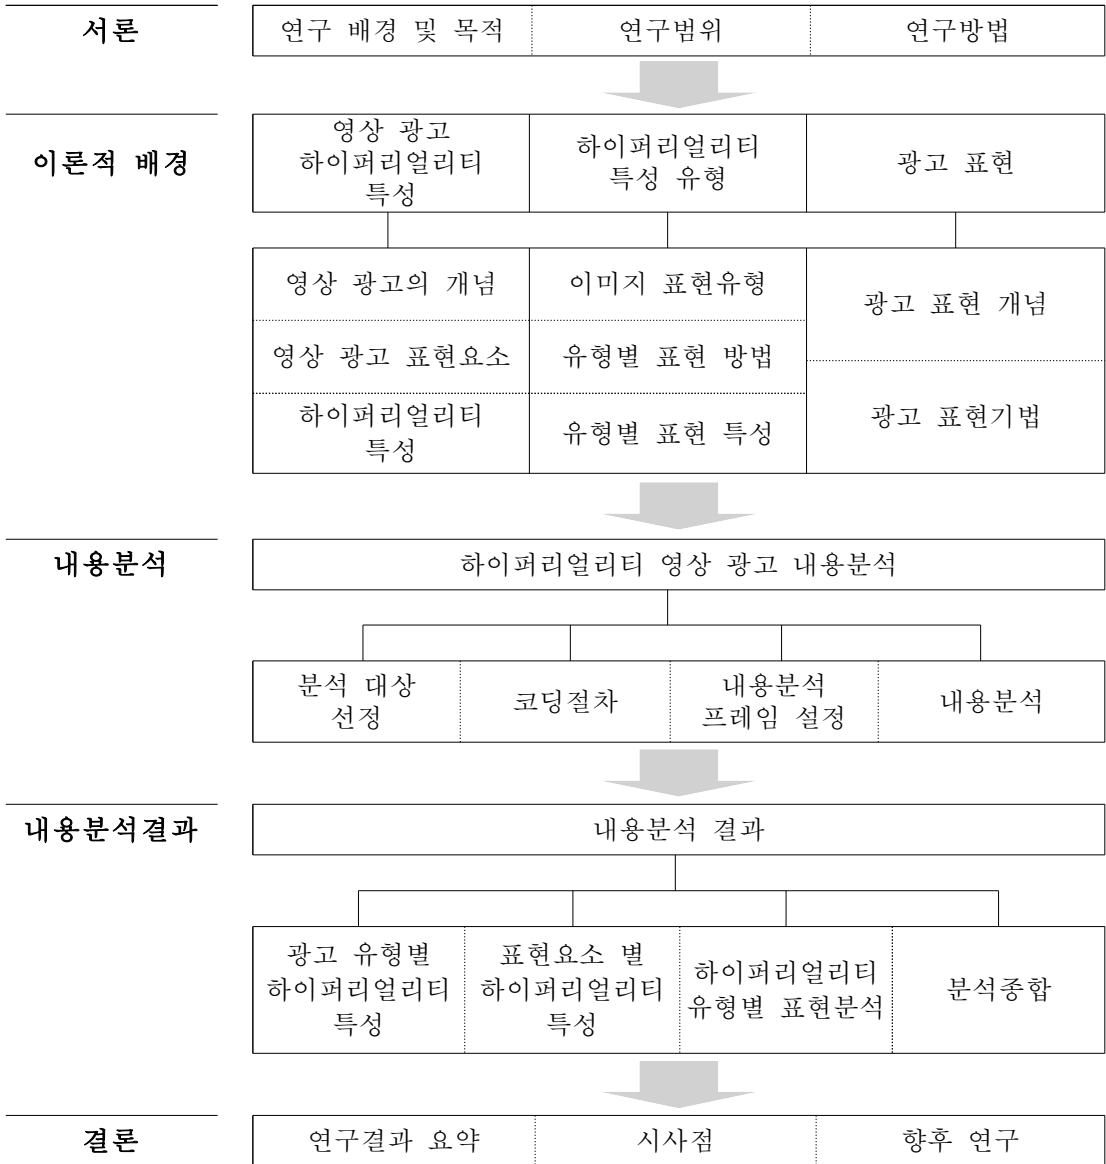 서론
연구 배경 및 목적
연구범위
연구방법
이론적 배경
영상 광고
하이퍼리얼리티
특성
하이퍼리얼리티
특성 유형
광고 표현
영상 광고의 개념
영상 광고 표현요소
하이퍼리얼리티
특성
이미지 표현유형
유형별 표현 방법
유형별 표현 특성
광고 표현 개념
광고 표현기법
내용분석
하이퍼리얼리티 영상 광고 내용분석
분석 대상
선정
코딩절차
내용분석
프레임 설정
내용분석
내용분석결과
내용분석 결과
광고 유형별
하이퍼리얼리티
특성
표현요소 별
하이퍼리얼리티
특성
하이퍼리얼리티
유형별 표현분석
분석종합
결론
연구결과 요약
시사점
향후 연구